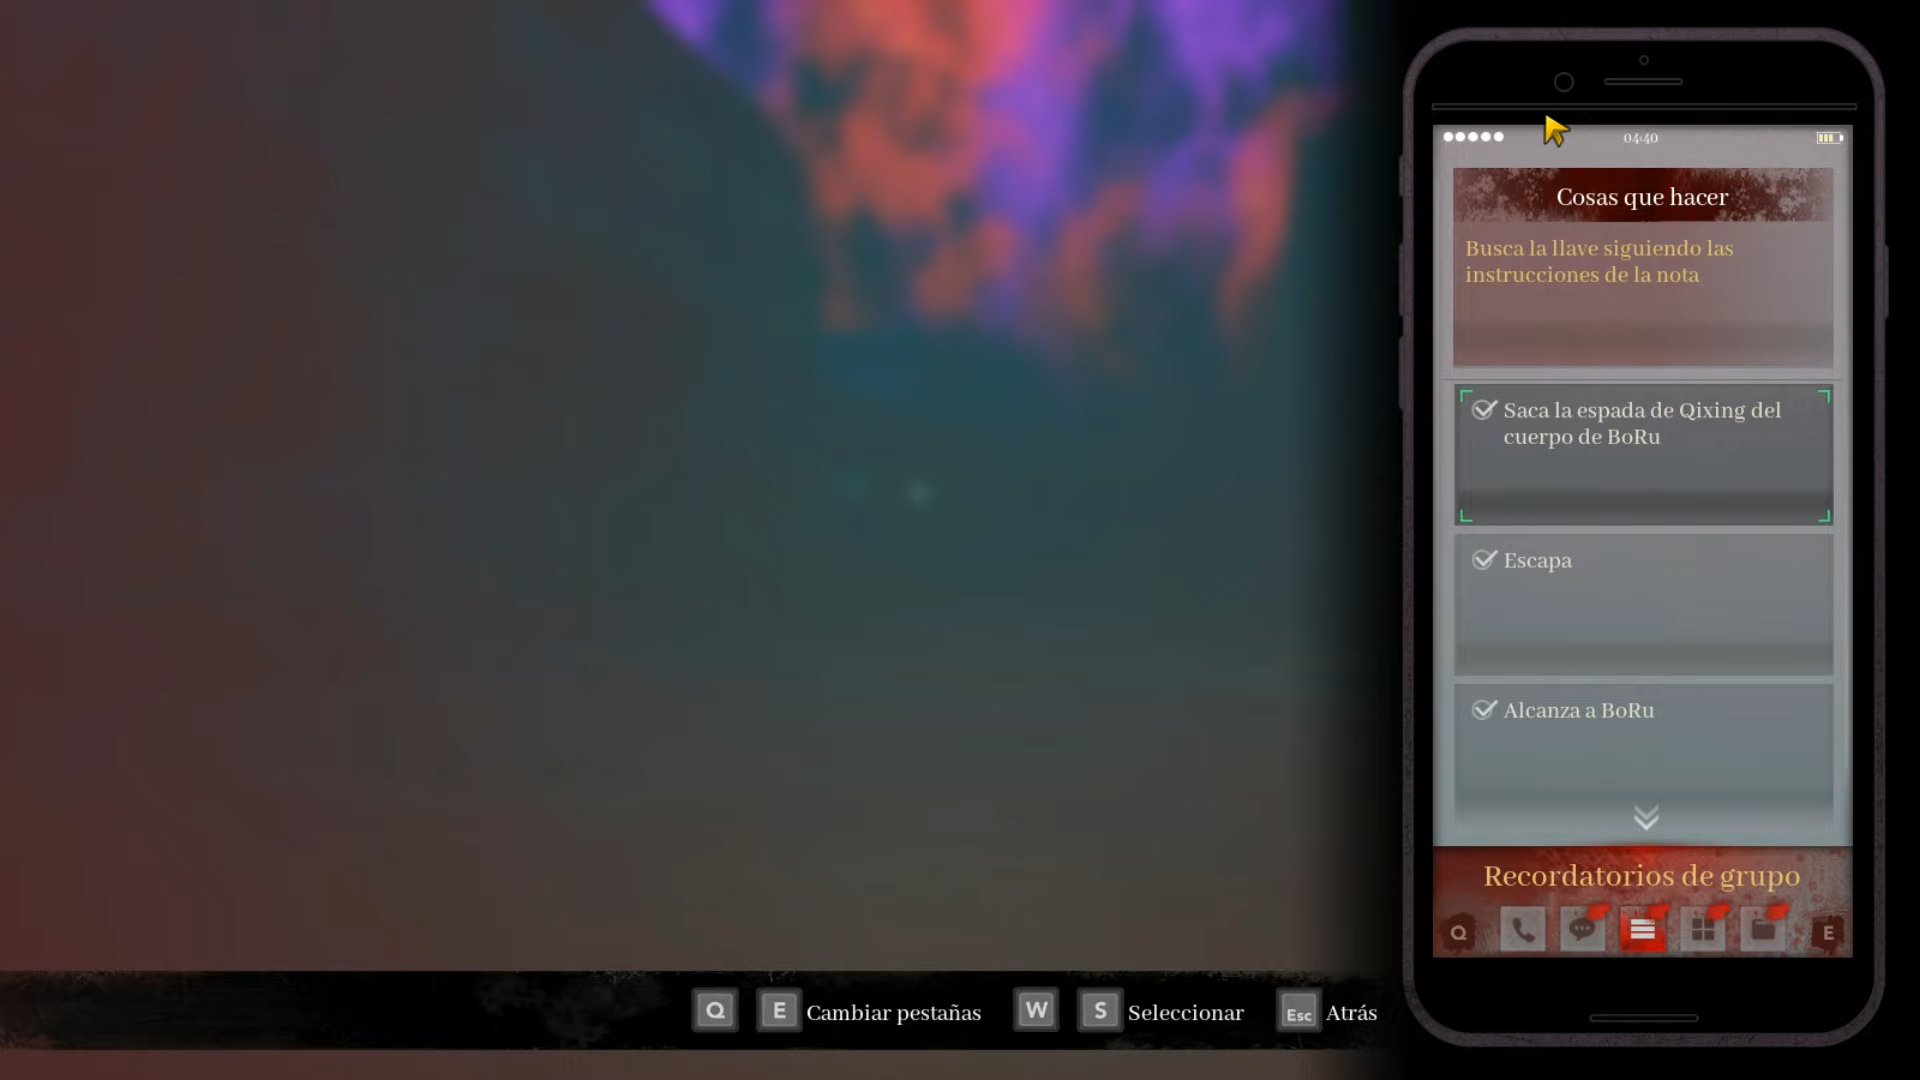 04:40
Cosas que hacer
Busca la llave siguiendo las
instrucciones de la nota
Saca la espada de Qixing del
cuerpo de BoRu
Escapa
Alcanza a BoRu
Recordatorios de grupo
Q E
Q E Cambiar pestañas W S Seleccionar Esc Atrás